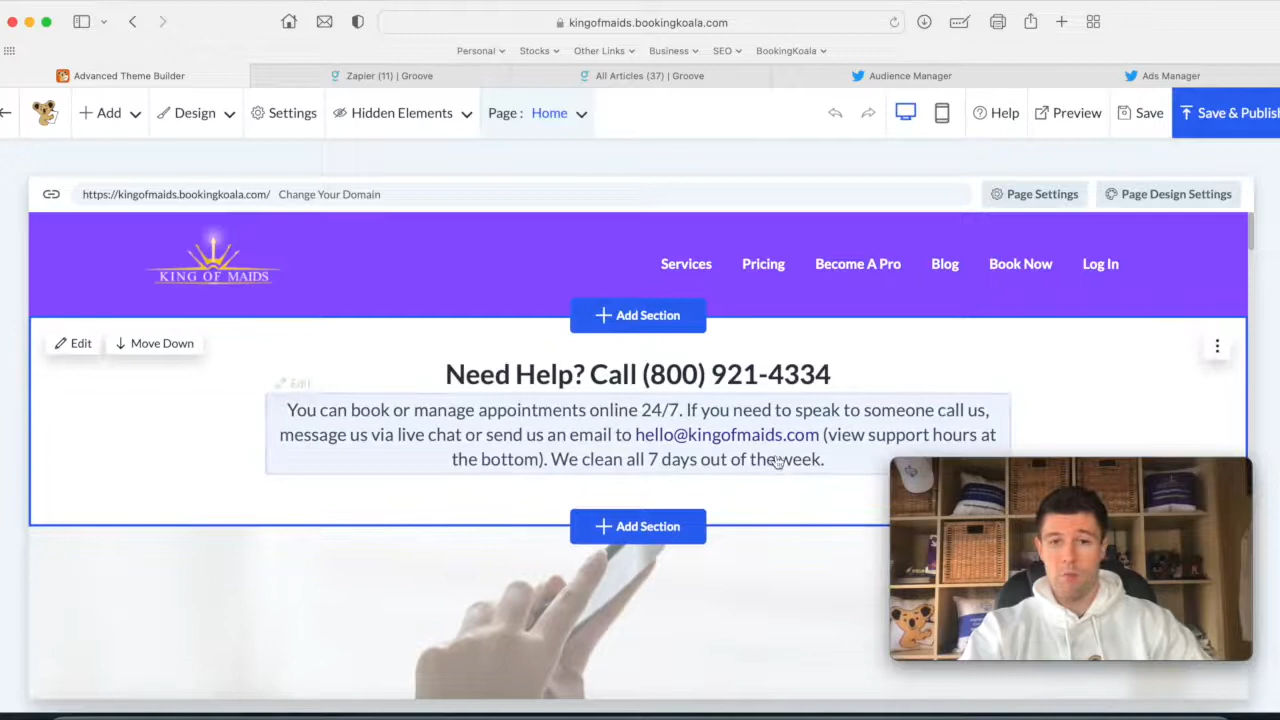 kingofmaids.bookingkoala.com
Personal Stocks Other Links Business SEO BookingKoala
Advanced Theme Builder Zapier (11) | Groove All Articles (37) | Groove Audience Manager Ads Manager
Add Design Settings Hidden Elements Page : Home Help Preview Save Save & Publish
https://kingofmaids.bookingkoala.com/ Change Your Domain Page Settings Page Design Settings
KING OF MAIDS
Services Pricing Become A Pro Blog Book Now Log In
Add Section
Edit Move Down
Need Help? Call (800) 921-4334
Edit
You can book or manage appointments online 24/7. If you need to speak to someone call us,
message us via live chat or send us an email to hello@kingofmaids.com (view support hours at
the bottom). We clean all 7 days out of the week.
Add Section